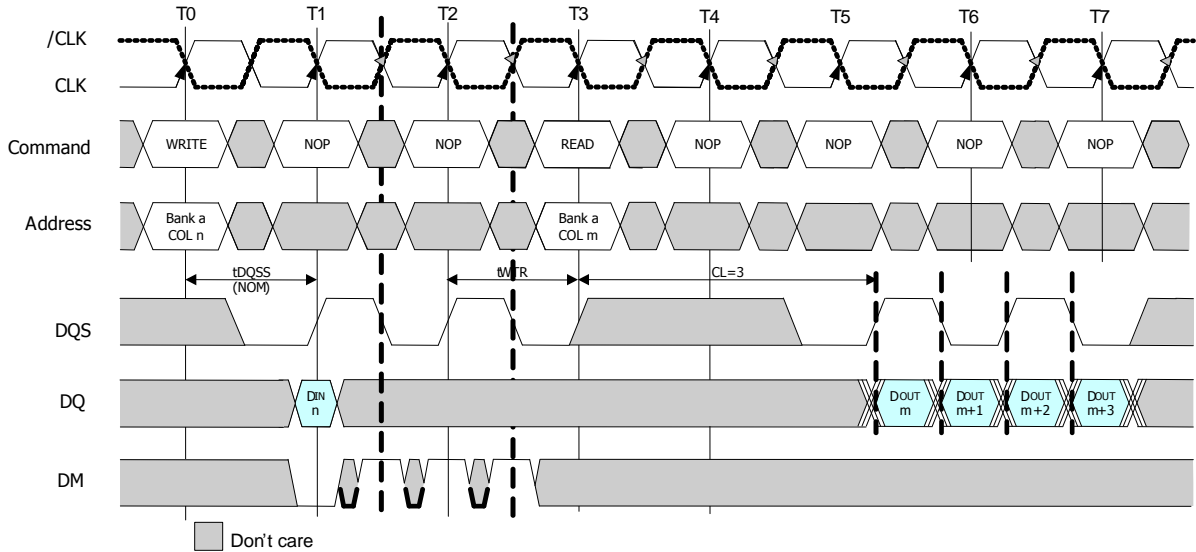 T0 T1 T2 T3 T4 T5 T6 T7
/CLK
CLK
Command WRITE NOP NOP READ NOP NOP NOP NOP
Address Bank a COL n Bank a COL m
tDQSS (NOM) tWTR CL=3
DQS
DQ DIN n DOUT m DOUT m+1 DOUT m+2 DOUT m+3
DM
Don't care